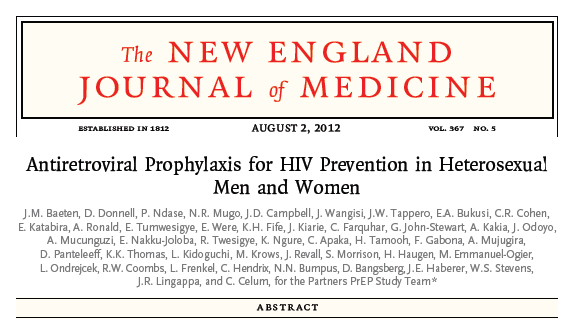 The NEW ENGLAND
JOURNAL of MEDICINE
ESTABLISHED IN 1812
AUGUST 2, 2012
VOL. 367 NO. 5
Antiretroviral Prophylaxis for HIV Prevention in Heterosexual
Men and Women
J.M. Baeten, D. Donnell, P. Ndase, N.R. Mugo, J.D. Campbell, J. Wangisi, J.W. Tappero, E.A. Bukusi, C.R. Cohen,
E. Katabira, A. Ronald, E. Tumwesigye, E. Were, K.H. Fife, J. Kiarie, C. Farquhar, G. John-Stewart, A. Kakia, J. Odoyo,
A. Mucunguzi, E. Nakku-Joloba, R. Twesigye, K. Ngure, C. Apaka, H. Tamooh, F. Gabona, A. Mujugira,
D. Panteleeff, K.K. Thomas, L. Kidoguchi, M. Krows, J. Revall, S. Morrison, H. Haugen, M. Emmanuel-Ogier,
L. Ondrejcek, R.W. Coombs, L. Frenkel, C. Hendrix, N.N. Bumpus, D. Bangsberg, J.E. Haberer, W.S. Stevens,
J.R. Lingappa, and C. Celum, for the Partners PrEP Study Team*
ABSTRACT